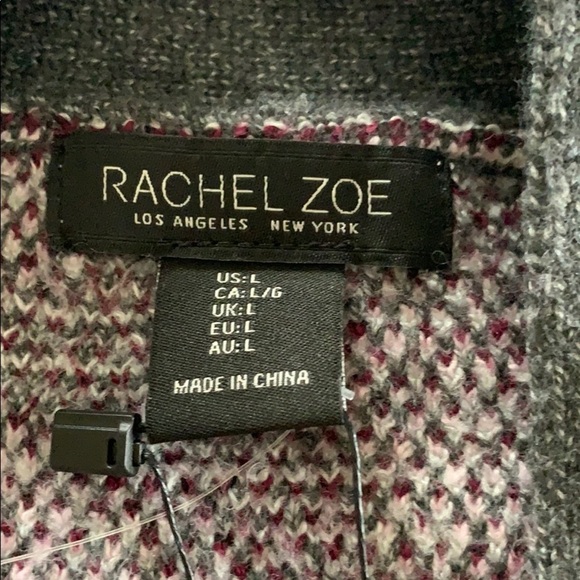 RACHEL ZOE
LOS ANGELES NEW YORK
US: L
CA: L/G
UK: L
EU: L
AU: L
MADE IN CHINA